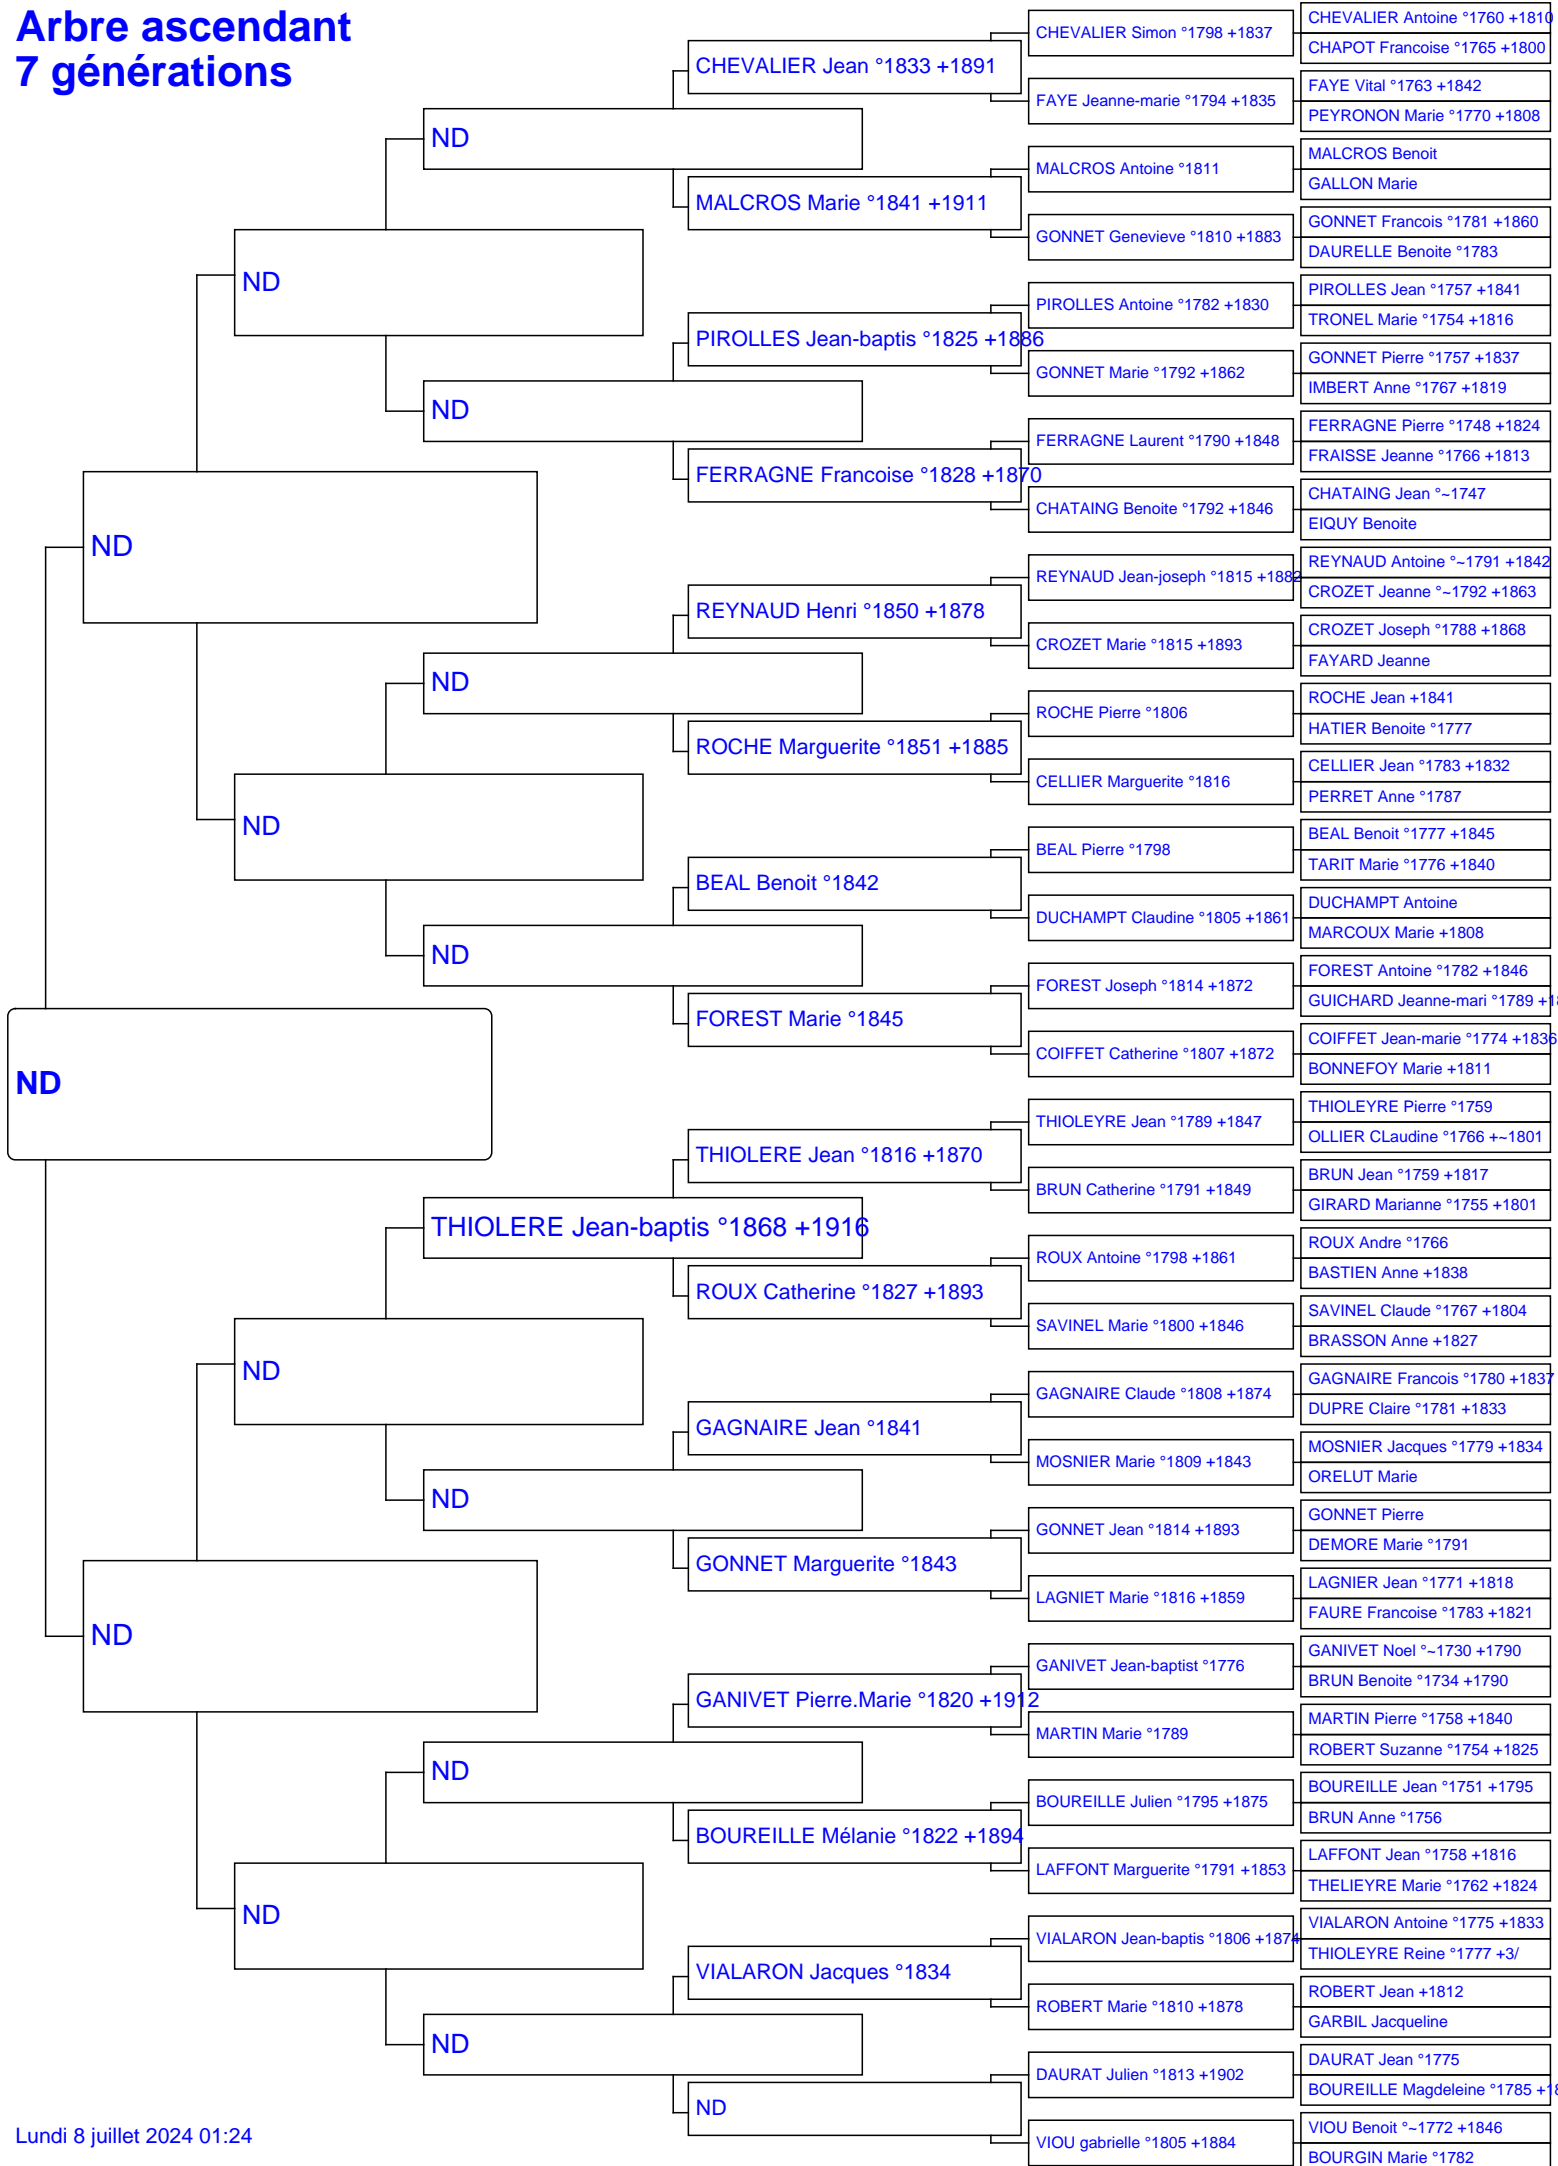 Arbre ascendant
7 générations
ND
ND
ND
ND
CHEVALIER Jean °1833 +1891
CHEVALIER Simon °1798 +1837
CHEVALIER Antoine °1760 +1810
CHAPOT Francoise °1765 +1800
FAYE Jeanne-marie °1794 +1835
FAYE Vital °1763 +1842
PEYRONON Marie °1770 +1808
MALCROS Marie °1841 +1911
MALCROS Antoine °1811
MALCROS Benoit
GALLON Marie
GONNET Genevieve °1810 +1883
GONNET Francois °1781 +1860
DAURELLE Benoite °1783
ND
PIROLLES Jean-baptis °1825 +1886
PIROLLES Antoine °1782 +1830
PIROLLES Jean °1757 +1841
TRONEL Marie °1754 +1816
GONNET Marie °1792 +1862
GONNET Pierre °1757 +1837
IMBERT Anne °1767 +1819
FERRAGNE Francoise °1828 +1870
FERRAGNE Laurent °1790 +1848
FERRAGNE Pierre °1748 +1824
FRAISSE Jeanne °1766 +1813
CHATAING Benoite °1792 +1846
CHATAING Jean °~1747
EIQUY Benoite
ND
ND
REYNAUD Henri °1850 +1878
REYNAUD Jean-joseph °1815 +1882
REYNAUD Antoine °~1791 +1842
CROZET Jeanne °~1792 +1863
CROZET Marie °1815 +1893
CROZET Joseph °1788 +1868
FAYARD Jeanne
ROCHE Marguerite °1851 +1885
ROCHE Pierre °1806
ROCHE Jean +1841
HATIER Benoite °1777
CELLIER Marguerite °1816
CELLIER Jean °1783 +1832
PERRET Anne °1787
ND
BEAL Benoit °1842
BEAL Pierre °1798
BEAL Benoit °1777 +1845
TARIT Marie °1776 +1840
DUCHAMPT Claudine °1805 +1861
DUCHAMPT Antoine
MARCOUX Marie +1808
FOREST Marie °1845
FOREST Joseph °1814 +1872
FOREST Antoine °1782 +1846
GUICHARD Jeanne-mari °1789 +18
COIFFET Catherine °1807 +1872
COIFFET Jean-marie °1774 +1836
BONNEFOY Marie +1811
ND
ND
THIOLERE Jean-baptis °1868 +1916
THIOLERE Jean °1816 +1870
THIOLEYRE Jean °1789 +1847
THIOLEYRE Pierre °1759
OLLIER CLaudine °1766 +~1801
BRUN Catherine °1791 +1849
BRUN Jean °1759 +1817
GIRARD Marianne °1755 +1801
ROUX Catherine °1827 +1893
ROUX Antoine °1798 +1861
ROUX Andre °1766
BASTIEN Anne +1838
SAVINEL Marie °1800 +1846
SAVINEL Claude °1767 +1804
BRASSON Anne +1827
ND
GAGNAIRE Jean °1841
GAGNAIRE Claude °1808 +1874
GAGNAIRE Francois °1780 +1837
DUPRE Claire °1781 +1833
MOSNIER Marie °1809 +1843
MOSNIER Jacques °1779 +1834
ORELUT Marie
GONNET Marguerite °1843
GONNET Jean °1814 +1893
GONNET Pierre
DEMORE Marie °1791
LAGNIET Marie °1816 +1859
LAGNIER Jean °1771 +1818
FAURE Francoise °1783 +1821
ND
ND
GANIVET Pierre.Marie °1820 +1912
GANIVET Jean-baptist °1776
GANIVET Noel °~1730 +1790
BRUN Benoite °1734 +1790
MARTIN Marie °1789
MARTIN Pierre °1758 +1840
ROBERT Suzanne °1754 +1825
BOUREILLE Mélanie °1822 +1894
BOUREILLE Julien °1795 +1875
BOUREILLE Jean °1751 +1795
BRUN Anne °1756
LAFFONT Marguerite °1791 +1853
LAFFONT Jean °1758 +1816
THELIEYRE Marie °1762 +1824
ND
VIALARON Jacques °1834
VIALARON Jean-baptis °1806 +1874
VIALARON Antoine °1775 +1833
THIOLEYRE Reine °1777 +3/
ROBERT Marie °1810 +1878
ROBERT Jean +1812
GARBIL Jacqueline
ND
DAURAT Julien °1813 +1902
DAURAT Jean °1775
BOUREILLE Magdeleine °1785 +18
VIOU gabrielle °1805 +1884
VIOU Benoit °~1772 +1846
BOURGIN Marie °1782
Lundi 8 juillet 2024 01:24